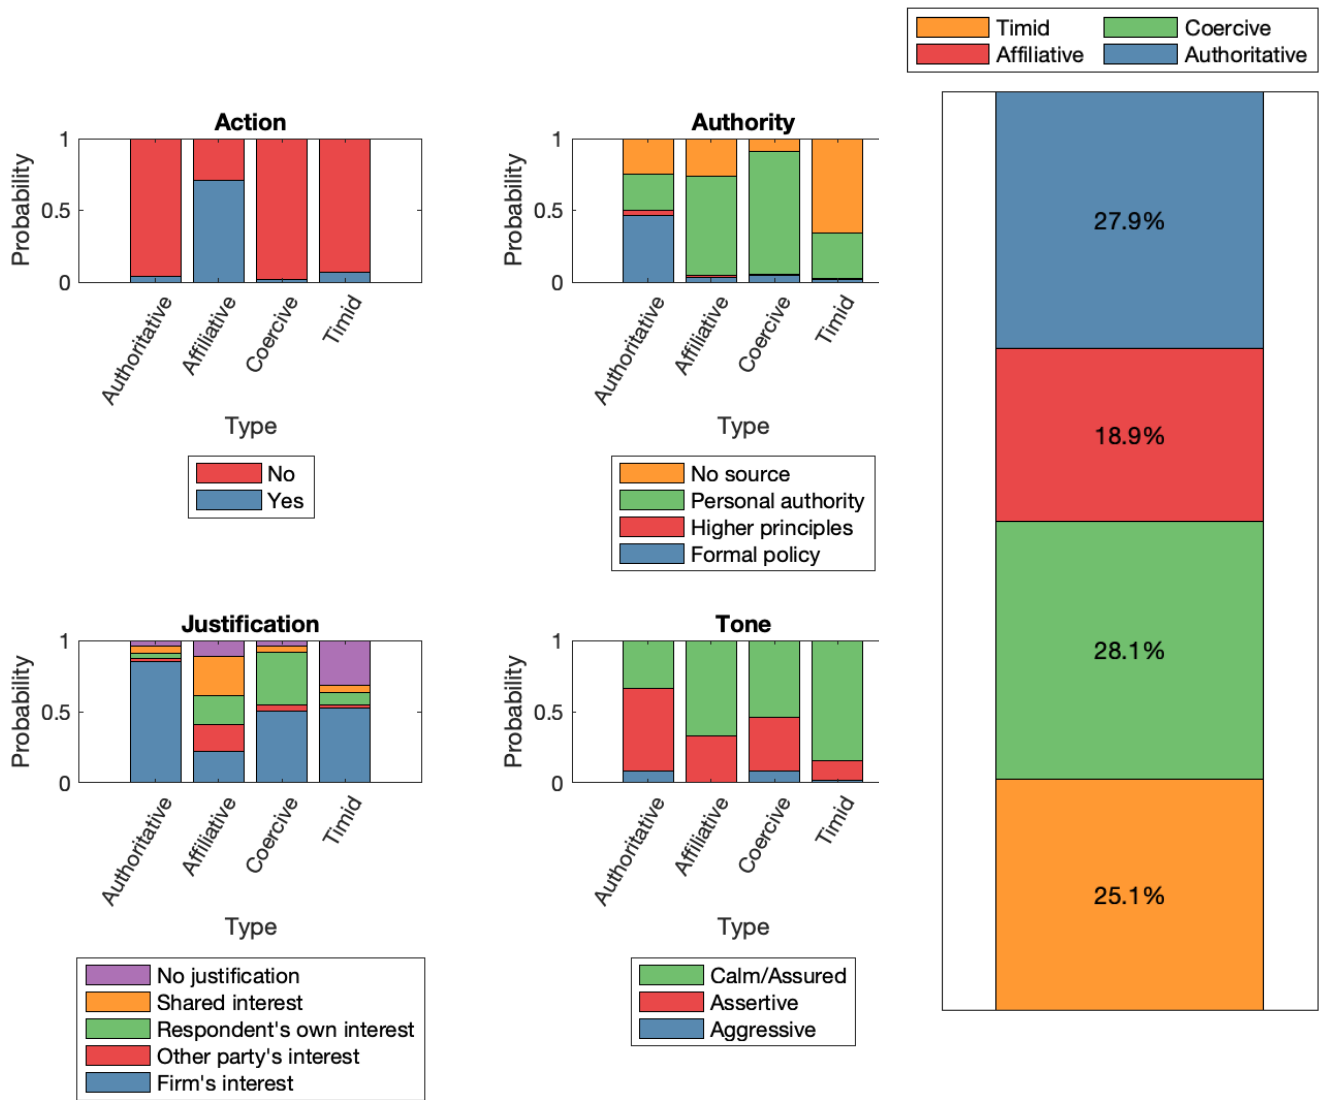 Timid
Coercive
Affiliative
Authoritative
Action
Probability
1
0.5
0
Authoritative
Affiliative
Coercive
Timid
Type
No
Yes
Authority
Probability
1
0.5
0
Authoritative
Affiliative
Coercive
Timid
Type
No source
Personal authority
Higher principles
Formal policy
Justification
Probability
1
0.5
0
Authoritative
Affiliative
Coercive
Timid
Type
No justification
Shared interest
Respondent's own interest
Other party's interest
Firm's interest
Tone
Probability
1
0.5
0
Authoritative
Affiliative
Coercive
Timid
Type
Calm/Assured
Assertive
Aggressive
27.9%
18.9%
28.1%
25.1%